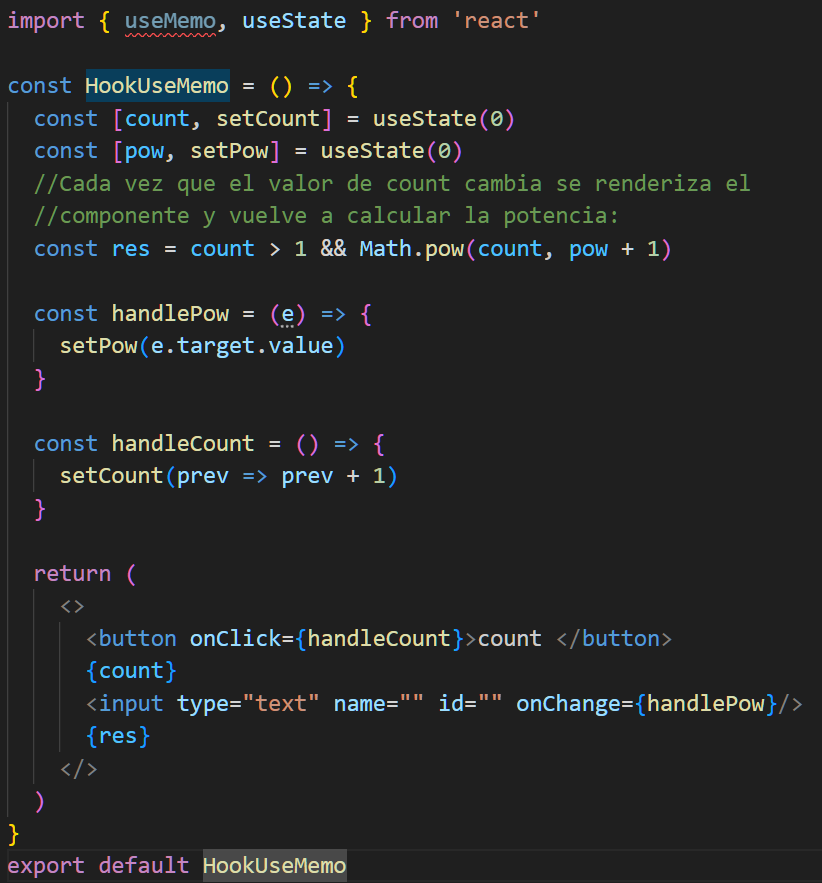 import { useMemo, useState } from 'react'
const HookUseMemo = () => {
const [count, setCount] = useState(0)
const [pow, setPow] = useState(0)
//Cada vez que el valor de count cambia se renderiza el
//componente y vuelve a calcular la potencia:
const res = count > 1 && Math.pow(count, pow + 1)
const handlePow = (e) => {
setPow(e.target.value)
}
const handleCount = () => {
setCount(prev => prev + 1)
}
return (
<>
<button onClick={handleCount}>count </button>
{count}
<input type="text" name="" id="" onChange={handlePow}/>
{res}
</>
)
}
export default HookUseMemo